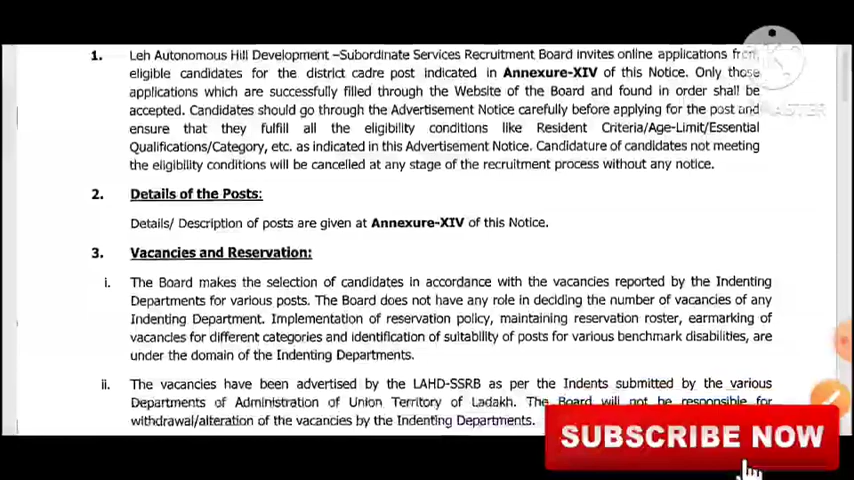 1. Leh Autonomous Hill Development –Subordinate Services Recruitment Board invites online applications from
eligible candidates for the district cadre post indicated in Annexure-XIV of this Notice. Only those
applications which are successfully filled through the Website of the Board and found in order shall be
accepted. Candidates should go through the Advertisement Notice carefully before applying for the post and
ensure that they fulfill all the eligibility conditions like Resident Criteria/Age-Limit/Essential
Qualifications/Category, etc. as indicated in this Advertisement Notice. Candidature of candidates not meeting
the eligibility conditions will be cancelled at any stage of the recruitment process without any notice.
2. Details of the Posts:
Details/ Description of posts are given at Annexure-XIV of this Notice.
3. Vacancies and Reservation:
i. The Board makes the selection of candidates in accordance with the vacancies reported by the Indenting
Departments for various posts. The Board does not have any role in deciding the number of vacancies of any
Indenting Department. Implementation of reservation policy, maintaining reservation roster, earmarking of
vacancies for different categories and identification of suitability of posts for various benchmark disabilities, are
under the domain of the Indenting Departments.
ii. The vacancies have been advertised by the LAHD-SSRB as per the Indents submitted by the various
Departments of Administration of Union Territory of Ladakh. The Board will not be responsible for
withdrawal/alteration of the vacancies by the Indenting Departments.
SUBSCRIBE NOW